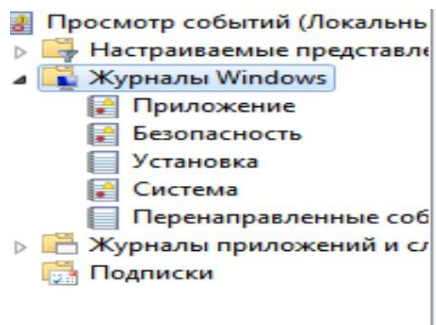 Просмотр событий (Локальнь
Настраиваемые представле
Журналы Windows
Приложение
Безопасность
Установка
Система
Перенаправленные соб
Журналы приложений и сл
Подписки